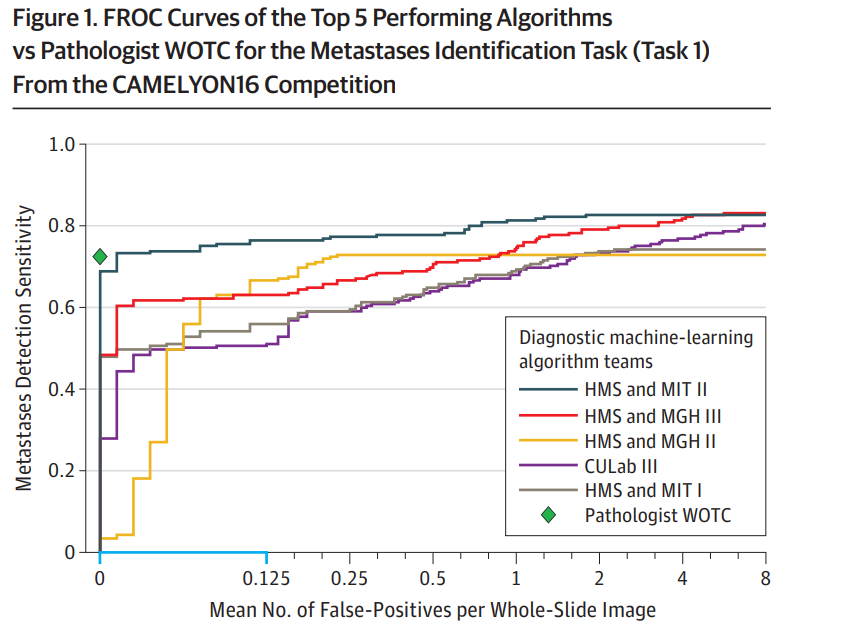 Figure 1. FROC Curves of the Top 5 Performing Algorithms
vs Pathologist WOTC for the Metastases Identification Task (Task 1)
From the CAMELYON16 Competition
1.0
0.8
0.6
0.4
0.2
0
Metastases Detection Sensitivity
Diagnostic machine-learning
algorithm teams
HMS and MIT II
HMS and MGH III
HMS and MGH II
CULab III
HMS and MIT I
Pathologist WOTC
0 0.125 0.25 0.5 1 2 4 8
Mean No. of False-Positives per Whole-Slide Image